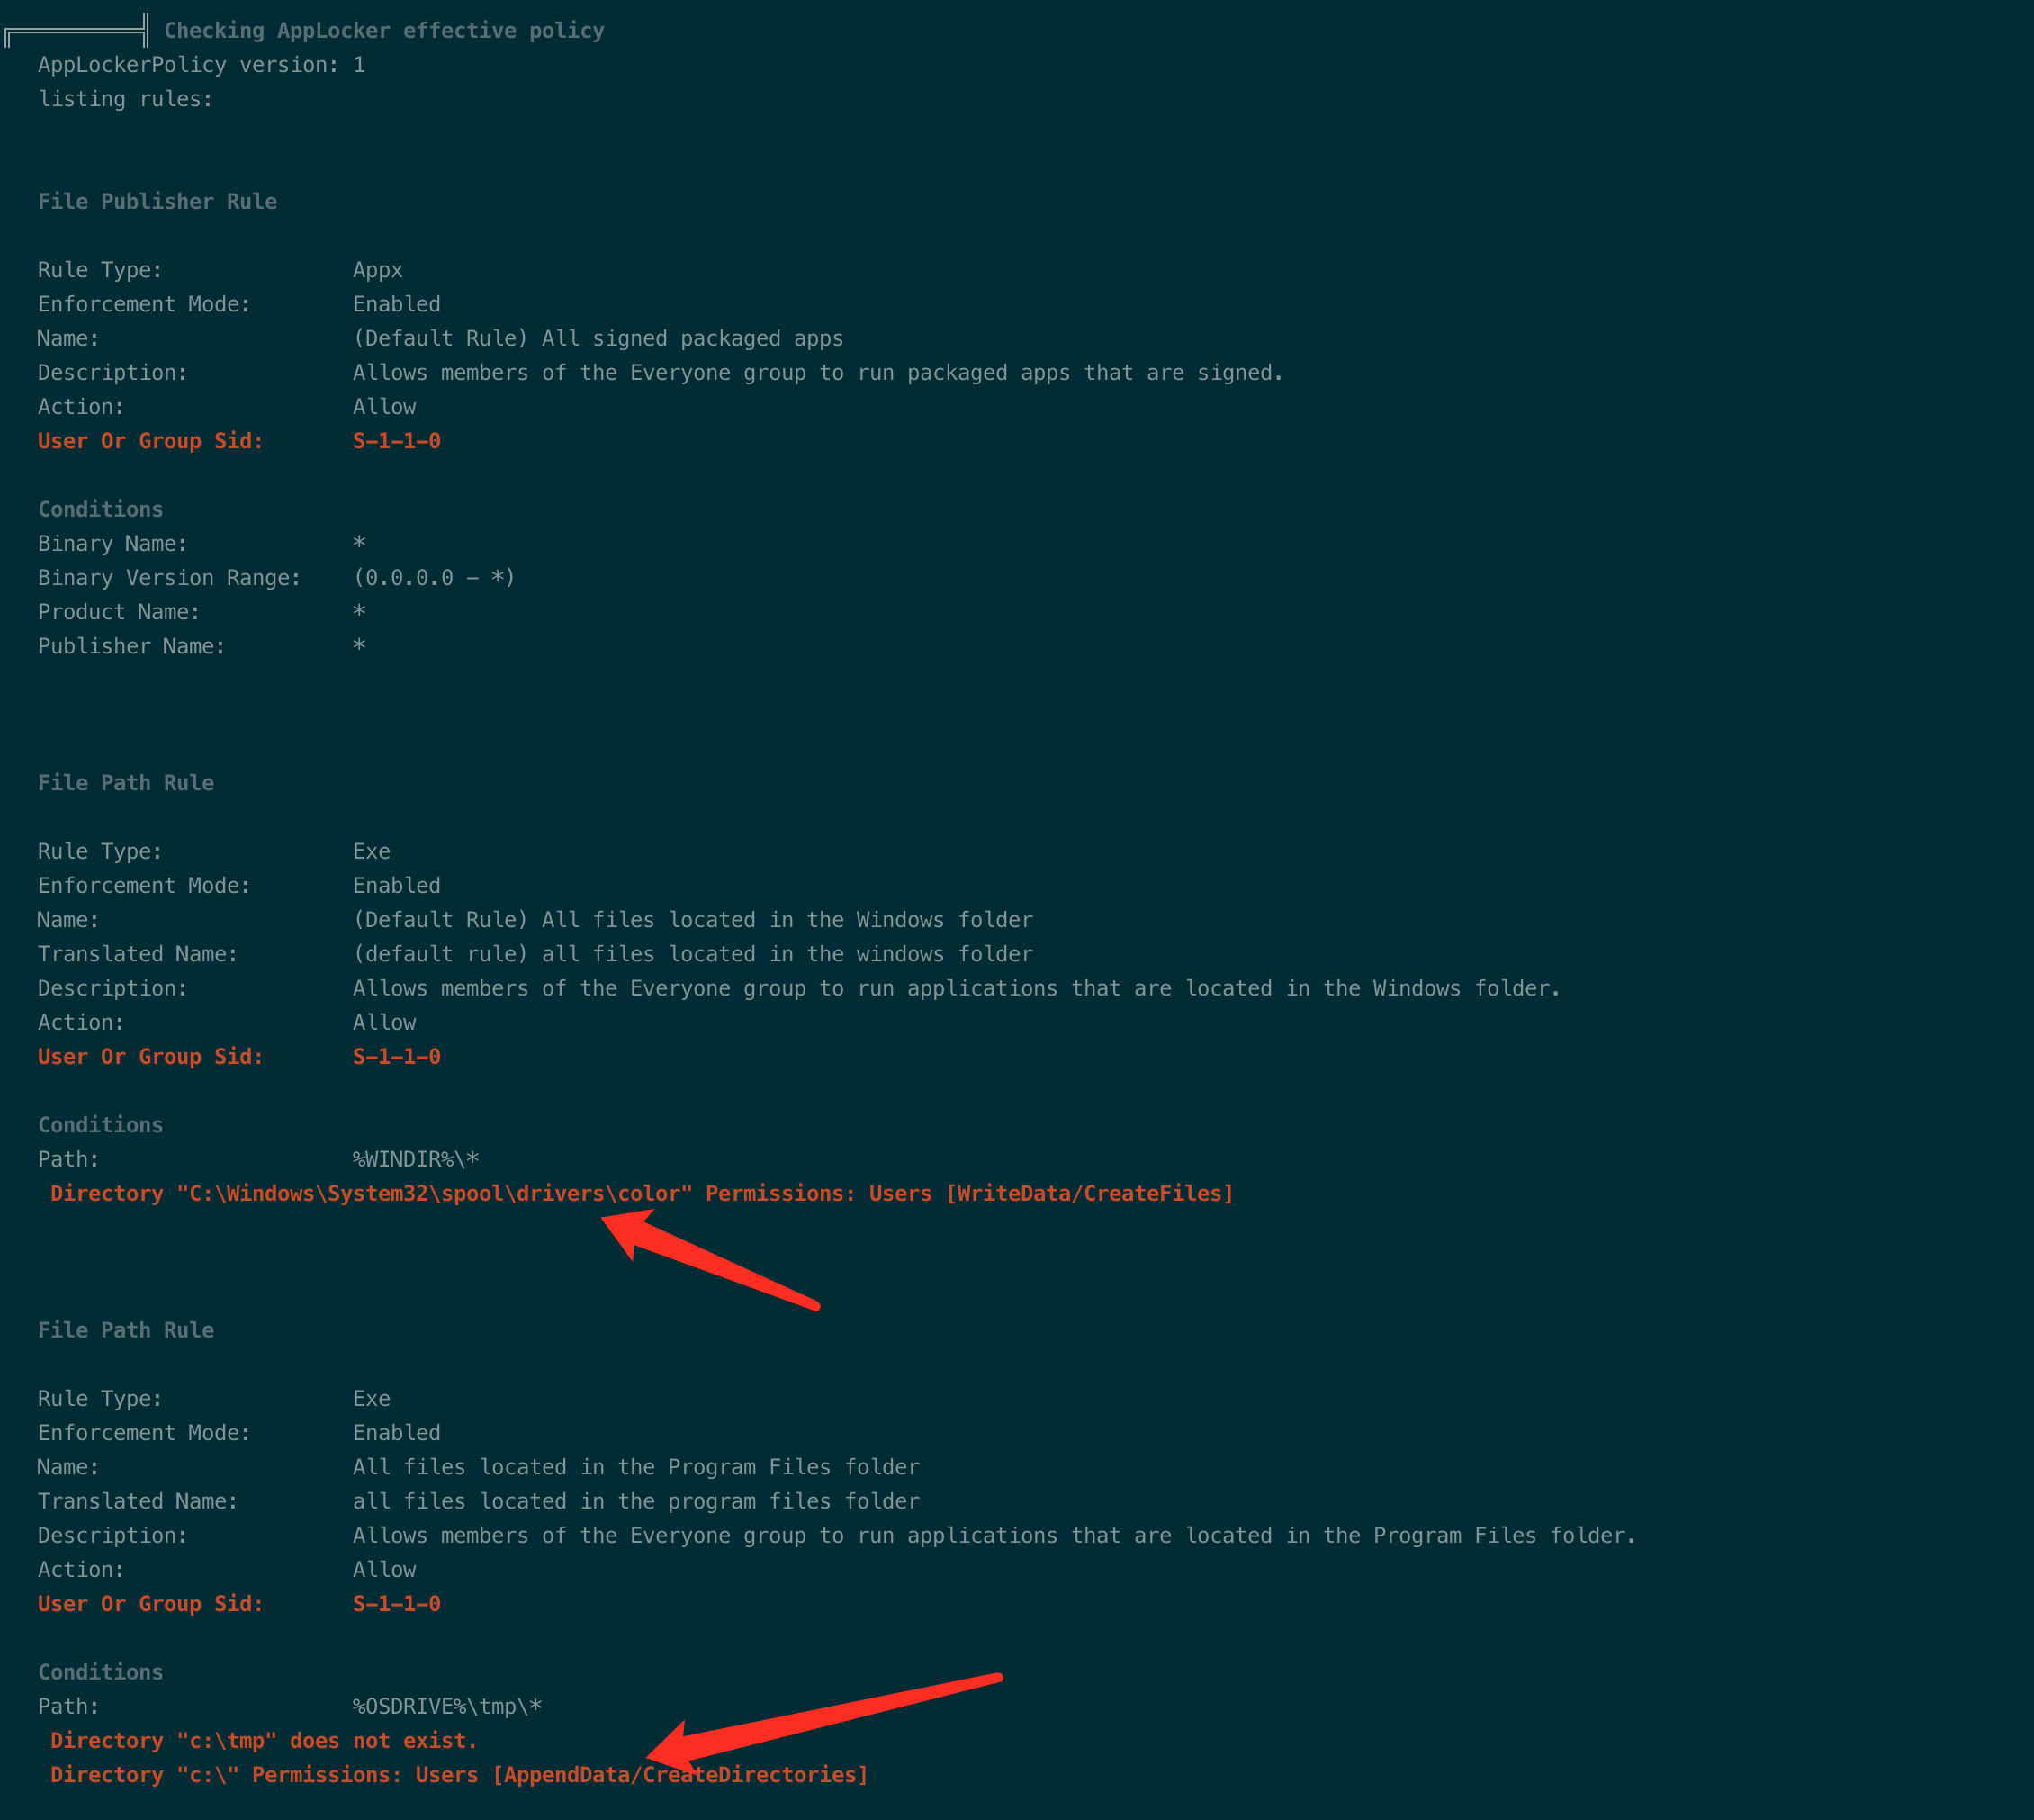 Checking AppLocker effective policy
AppLockerPolicy version: 1
listing rules:
File Publisher Rule
Rule Type: Appx
Enforcement Mode: Enabled
Name: (Default Rule) All signed packaged apps
Description: Allows members of the Everyone group to run packaged apps that are signed.
Action: Allow
User Or Group Sid: S-1-1-0
Conditions
Binary Name: *
Binary Version Range: (0.0.0.0 - *)
Product Name: *
Publisher Name: *
File Path Rule
Rule Type: Exe
Enforcement Mode: Enabled
Name: (Default Rule) All files located in the Windows folder
Translated Name: (default rule) all files located in the windows folder
Description: Allows members of the Everyone group to run applications that are located in the Windows folder.
Action: Allow
User Or Group Sid: S-1-1-0
Conditions
Path: %WINDIR%\*
Directory "C:\Windows\System32\spool\drivers\color" Permissions: Users [WriteData/CreateFiles]
File Path Rule
Rule Type: Exe
Enforcement Mode: Enabled
Name: All files located in the Program Files folder
Translated Name: all files located in the program files folder
Description: Allows members of the Everyone group to run applications that are located in the Program Files folder.
Action: Allow
User Or Group Sid: S-1-1-0
Conditions
Path: %OSDRIVE%\tmp\*
Directory "c:\tmp" does not exist.
Directory "c:\" Permissions: Users [AppendData/CreateDirectories]